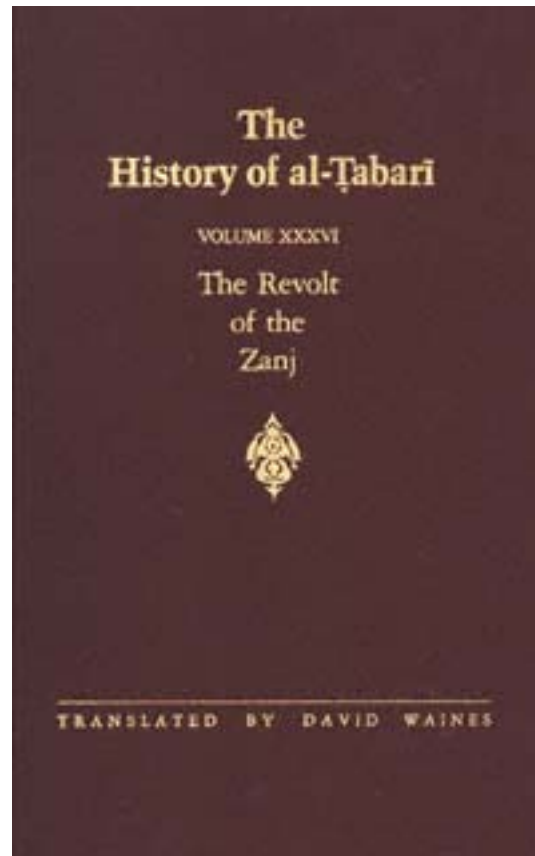 The
History of al-Ṭabarī
VOLUME XXXVI
The Revolt
of the
Zanj
TRANSLATED BY DAVID WAINES